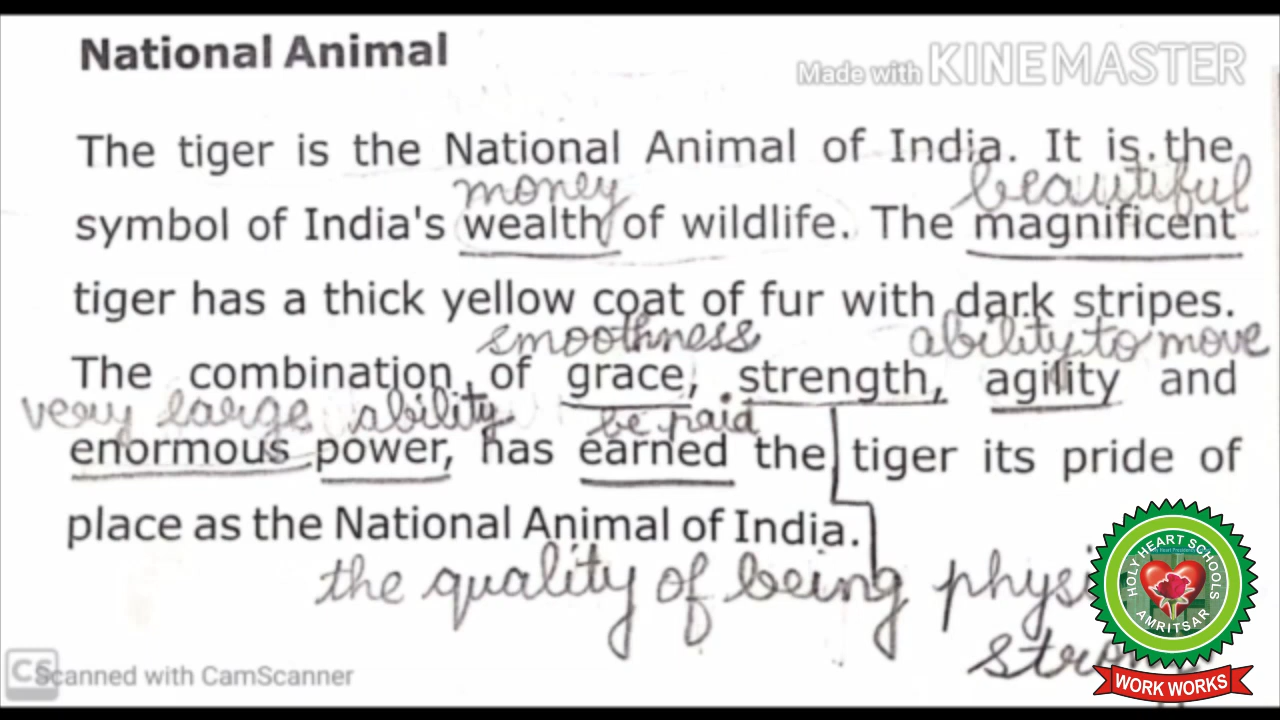 National Animal
Made with KINEMASTER
The tiger is the National Animal of India. It is the
money beautiful
symbol of India's wealth of wildlife. The magnificent
tiger has a thick yellow coat of fur with dark stripes.
smoothness ability to move
The combination of grace, strength, agility and
very large ability be paid
enormous power, has earned the tiger its pride of
place as the National Animal of India.
the quality of being
HOLY HEART SCHOOLS
AMRITSAR
WORK WORKS
CS Scanned with CamScanner